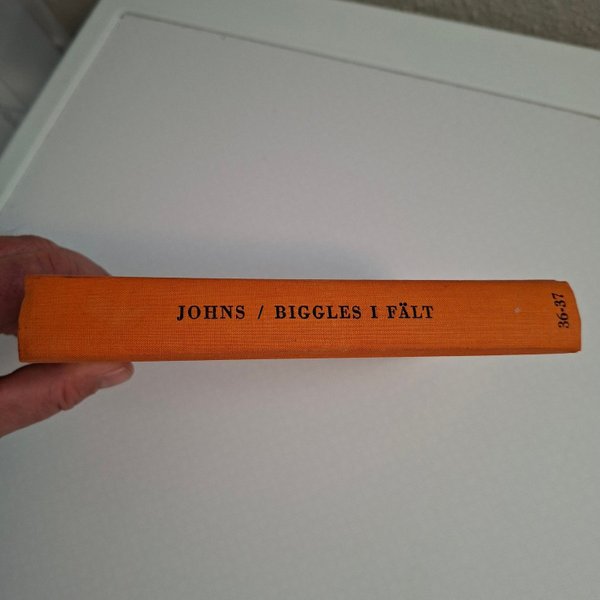 JOHNS / BIGGLES I FÄLT
36-37